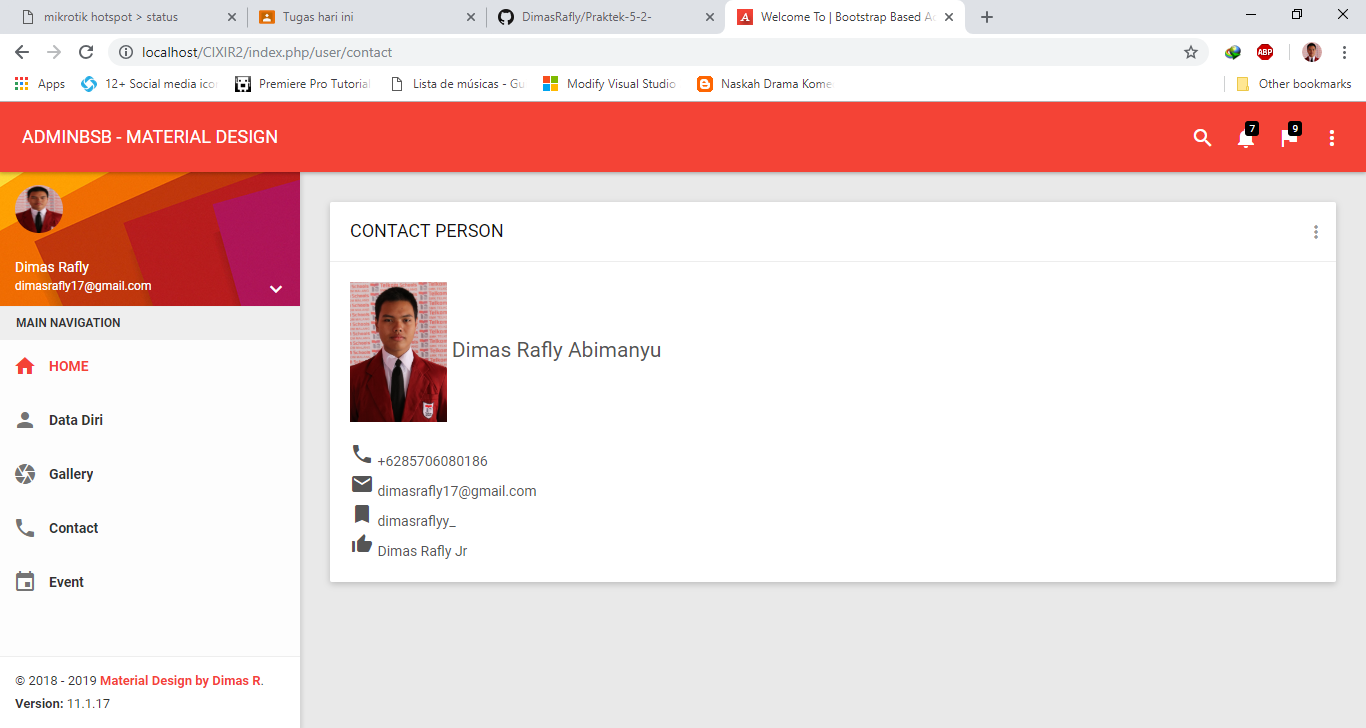 mikrotik hotspot > status
Tugas hari ini
DimasRafly/Praktek-5-2-
Welcome To | Bootstrap Based A
localhost/CIXIR2/index.php/user/contact
ABP
Apps
12+ Social media icon
Premiere Pro Tutorial
Lista de músicas - Gu
Modify Visual Studio
Naskah Drama Kome
Other bookmarks
ADMINBSB - MATERIAL DESIGN
7
9
Dimas Rafly
dimasrafly17@gmail.com
MAIN NAVIGATION
HOME
Data Diri
Gallery
Contact
Event
© 2018 - 2019 Material Design by Dimas R.
Version: 11.1.17
CONTACT PERSON
Dimas Rafly Abimanyu
+6285706080186
dimasrafly17@gmail.com
dimasraflyy_
Dimas Rafly Jr